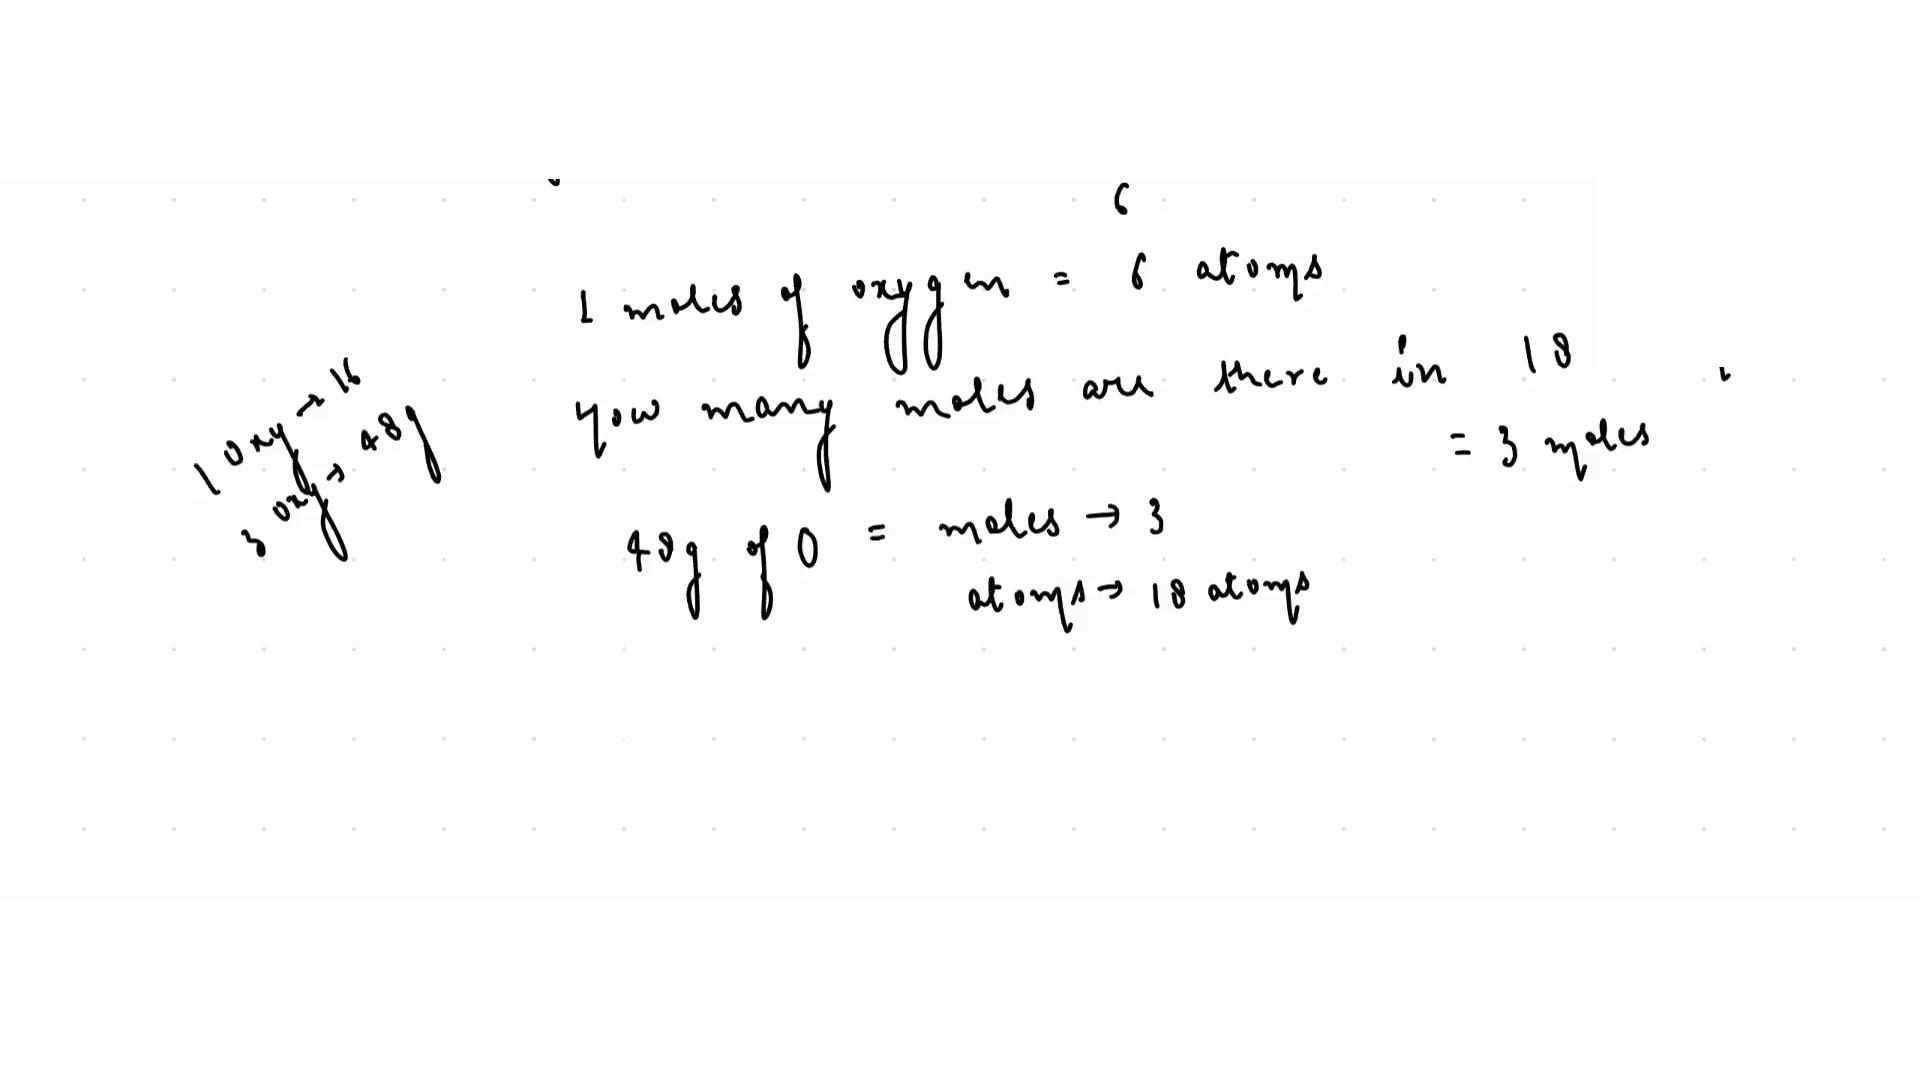 6
1 moles of oxygen = 6 atoms
How many moles are there in 18
= 3 moles
1 oxy → 16
3 oxy → 48g
48g of O = moles → 3
atoms → 18 atoms